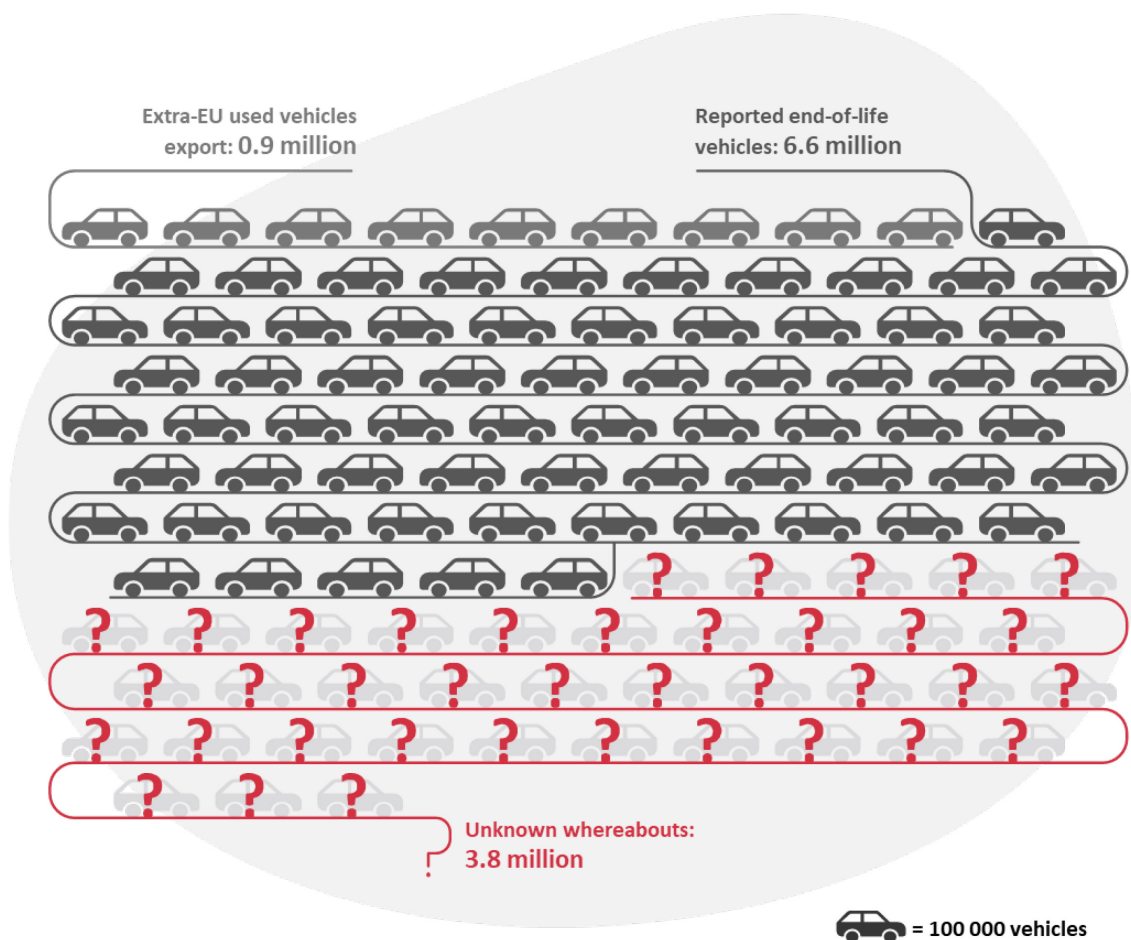 Extra-EU used vehicles
export: 0.9 million
Reported end-of-life
vehicles: 6.6 million
? ? ? ? ?
? ? ? ? ? ? ? ? ? ?
? ? ? ? ? ? ? ? ? ?
? ? ? ? ? ? ? ? ? ?
? ? ?
Unknown whereabouts:
3.8 million
= 100 000 vehicles